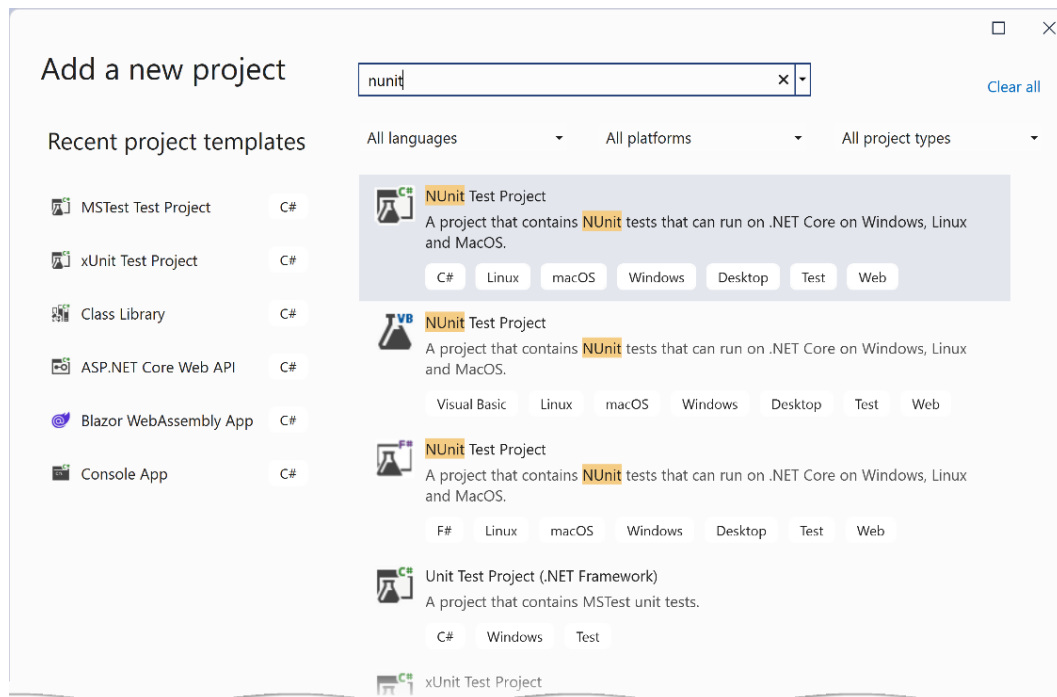 Add a new project
nunit
Clear all
Recent project templates
All languages
All platforms
All project types
MSTest Test Project C#
xUnit Test Project C#
Class Library C#
ASP.NET Core Web API C#
Blazor WebAssembly App C#
Console App C#
C#
NUnit Test Project
A project that contains NUnit tests that can run on .NET Core on Windows, Linux
and MacOS.
C# Linux macOS Windows Desktop Test Web
VB
NUnit Test Project
A project that contains NUnit tests that can run on .NET Core on Windows, Linux
and MacOS.
Visual Basic Linux macOS Windows Desktop Test Web
F#
NUnit Test Project
A project that contains NUnit tests that can run on .NET Core on Windows, Linux
and MacOS.
F# Linux macOS Windows Desktop Test Web
C#
Unit Test Project (.NET Framework)
A project that contains MSTest unit tests.
C# Windows Test
C#
xUnit Test Project